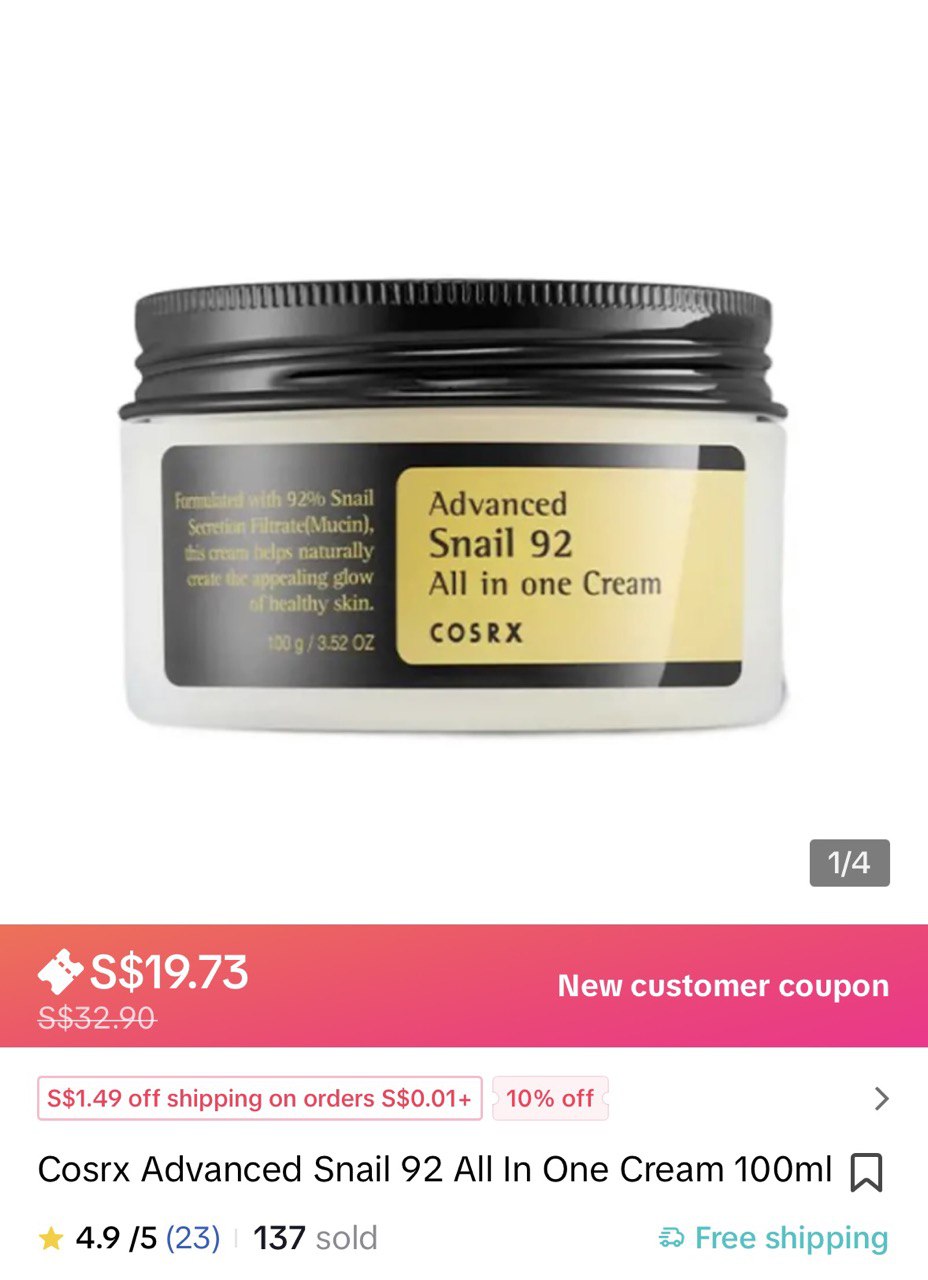 Formulated with 92% Snail
Secretion Filtrate(Mucin),
this cream helps naturally
create the appealing glow
of healthy skin.
100 g / 3.52 OZ
Advanced
Snail 92
All in one Cream
COSRX
1/4
S$19.73
S$32.90
New customer coupon
S$1.49 off shipping on orders S$0.01+
10% off
Cosrx Advanced Snail 92 All In One Cream 100ml
4.9 /5 (23)
137 sold
Free shipping